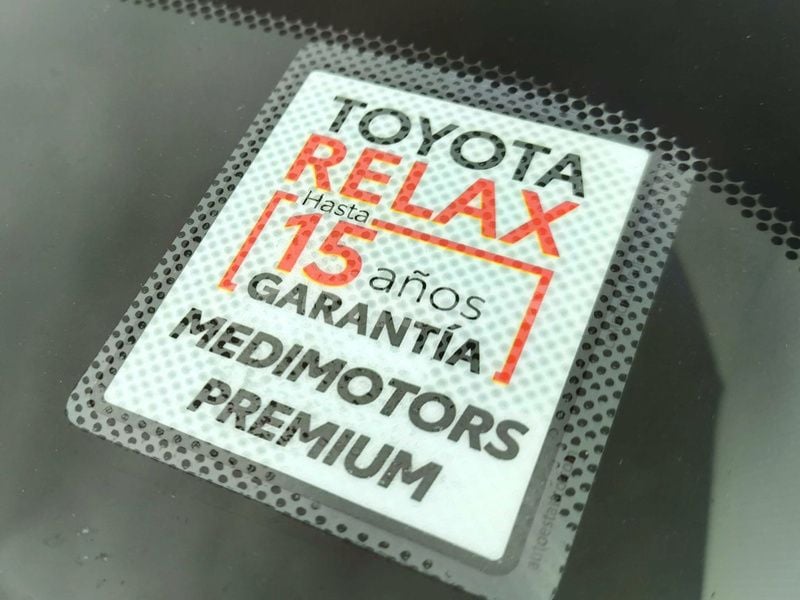 TOYOTA
RELAX
Hasta
15 años
GARANTÍA
MEDIMOTORS
PREMIUM